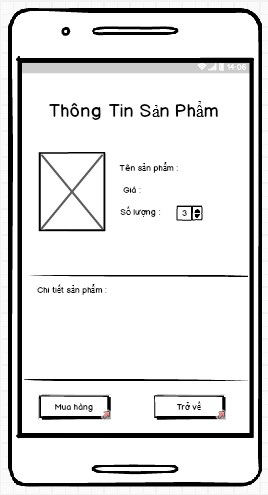 14:06
Thông Tin Sản Phẩm
Tên sản phẩm :
Giá :
Số lượng : 3
Chi tiết sản phẩm :
Mua hàng Trở về